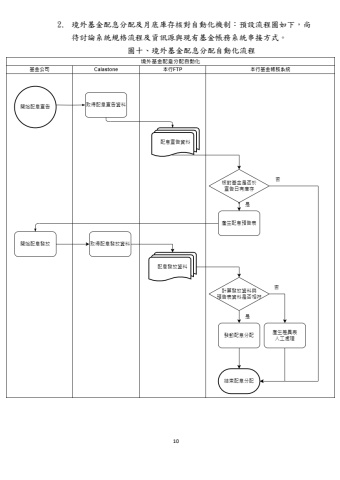 2. 境外基金配息分配及月底庫存核對自動化機制：預設流程圖如下，尚
待討論系統規格流程及資訊源與現有基金帳務系統串接方式。
圖十、境外基金配息分配自動化流程
境外基金配息分配自動化
基金公司 Calastone 本行FTP 本行基金帳務系統
開始配息宣告
取得配息宣告資料
配息宣告資料
核對基金是否於
宣告日有庫存
否
是
產生配息預估表
開始配息發放
取得配息發放資料
配息發放資料
計算發放資料與
預估表資料是否相符
否
是
發動配息分配
產生差異表
人工處理
結束配息分配
10